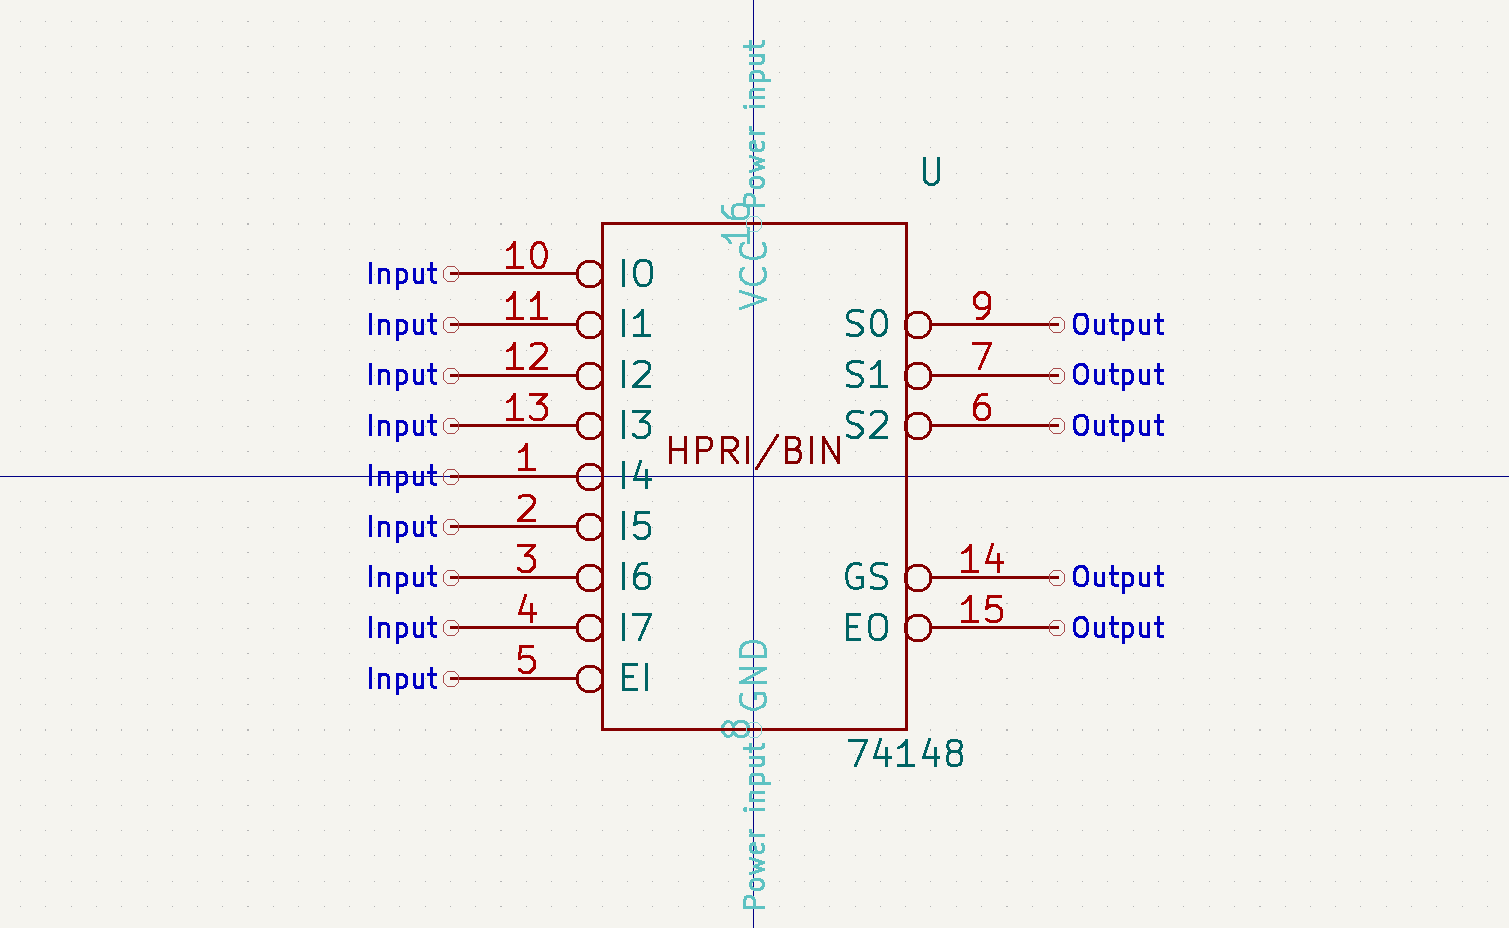 Power input
16
VCC
U
Input 10 I0
Input 11 I1
S0 9 Output
Input 12 I2
S1 7 Output
Input 13 I3
S2 6 Output
HPRI/BIN
Input 1 I4
Input 2 I5
Input 3 I6
GS 14 Output
Input 4 I7
EO 15 Output
Input 5 EI
GND
8
74148
Power input